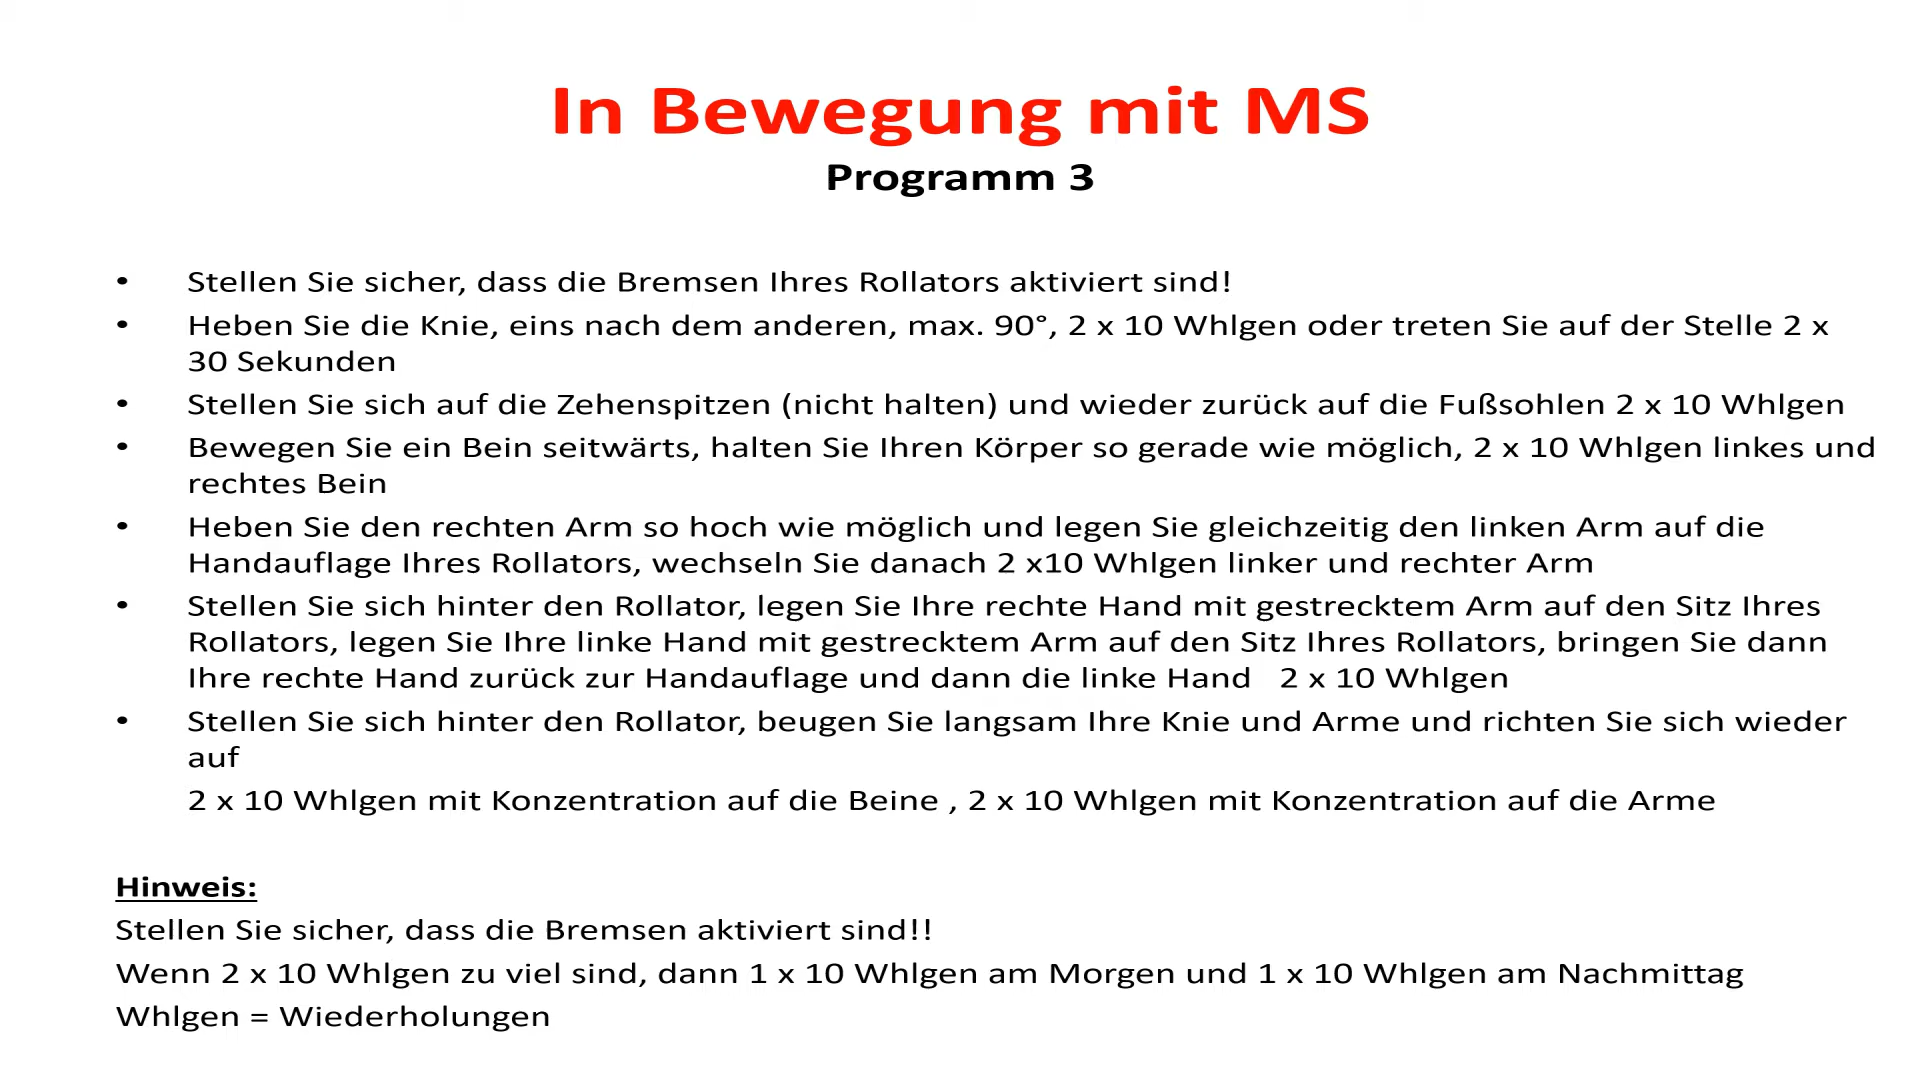 In Bewegung mit MS
Programm 3
• Stellen Sie sicher, dass die Bremsen Ihres Rollators aktiviert sind!
• Heben Sie die Knie, eins nach dem anderen, max. 90°, 2 x 10 Whlgen oder treten Sie auf der Stelle 2 x
30 Sekunden
• Stellen Sie sich auf die Zehenspitzen (nicht halten) und wieder zurück auf die Fußsohlen 2 x 10 Whlgen
• Bewegen Sie ein Bein seitwärts, halten Sie Ihren Körper so gerade wie möglich, 2 x 10 Whlgen linkes und
rechtes Bein
• Heben Sie den rechten Arm so hoch wie möglich und legen Sie gleichzeitig den linken Arm auf die
Handauflage Ihres Rollators, wechseln Sie danach 2 x10 Whlgen linker und rechter Arm
• Stellen Sie sich hinter den Rollator, legen Sie Ihre rechte Hand mit gestrecktem Arm auf den Sitz Ihres
Rollators, legen Sie Ihre linke Hand mit gestrecktem Arm auf den Sitz Ihres Rollators, bringen Sie dann
Ihre rechte Hand zurück zur Handauflage und dann die linke Hand   2 x 10 Whlgen
• Stellen Sie sich hinter den Rollator, beugen Sie langsam Ihre Knie und Arme und richten Sie sich wieder
auf
2 x 10 Whlgen mit Konzentration auf die Beine , 2 x 10 Whlgen mit Konzentration auf die Arme
Hinweis:
Stellen Sie sicher, dass die Bremsen aktiviert sind!!
Wenn 2 x 10 Whlgen zu viel sind, dann 1 x 10 Whlgen am Morgen und 1 x 10 Whlgen am Nachmittag
Whlgen = Wiederholungen